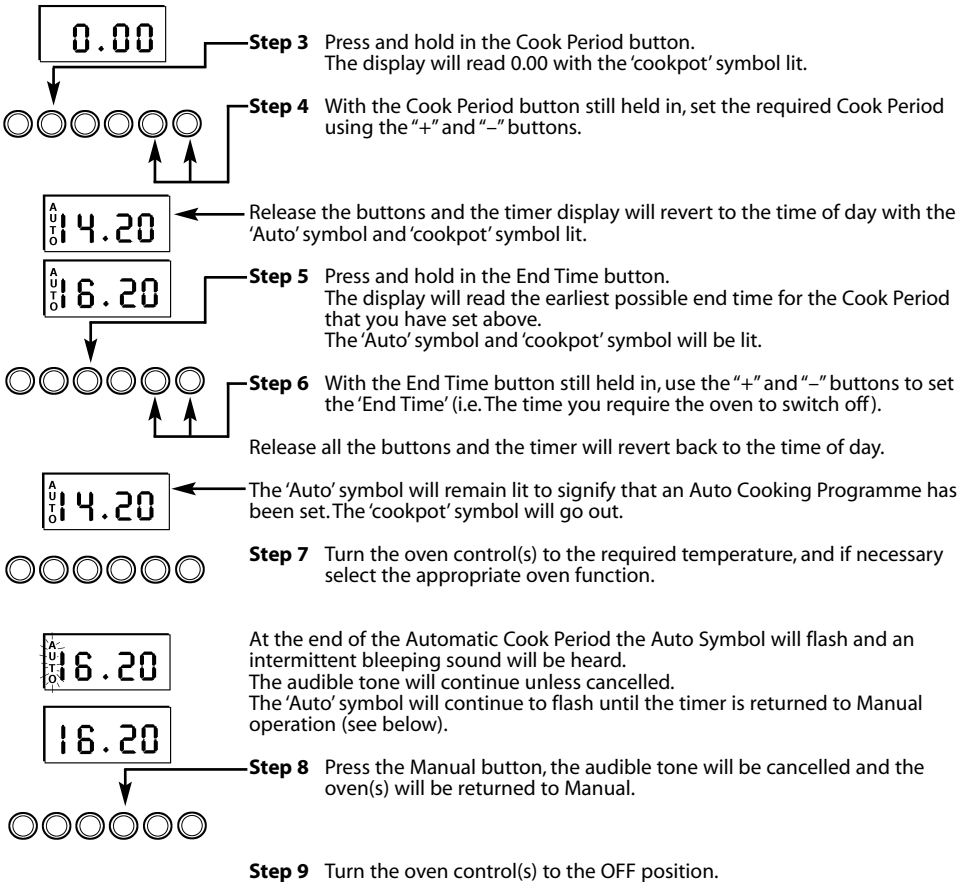 0.00
Step 3 Press and hold in the Cook Period button.
The display will read 0.00 with the 'cookpot' symbol lit.
Step 4 With the Cook Period button still held in, set the required Cook Period
using the "+" and "–" buttons.
AUTO 14.20
Release the buttons and the timer display will revert to the time of day with the
'Auto' symbol and 'cookpot' symbol lit.
AUTO 16.20
Step 5 Press and hold in the End Time button.
The display will read the earliest possible end time for the Cook Period
that you have set above.
The 'Auto' symbol and 'cookpot' symbol will be lit.
Step 6 With the End Time button still held in, use the "+" and "–" buttons to set
the 'End Time' (i.e. The time you require the oven to switch off).
Release all the buttons and the timer will revert back to the time of day.
AUTO 14.20
The 'Auto' symbol will remain lit to signify that an Auto Cooking Programme has
been set. The 'cookpot' symbol will go out.
Step 7 Turn the oven control(s) to the required temperature, and if necessary
select the appropriate oven function.
AUTO 16.20
At the end of the Automatic Cook Period the Auto Symbol will flash and an
intermittent bleeping sound will be heard.
The audible tone will continue unless cancelled.
The 'Auto' symbol will continue to flash until the timer is returned to Manual
operation (see below).
16.20
Step 8 Press the Manual button, the audible tone will be cancelled and the
oven(s) will be returned to Manual.
Step 9 Turn the oven control(s) to the OFF position.